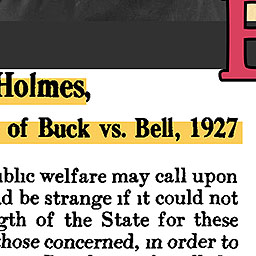 Holmes,
of Buck vs. Bell, 1927
ublic welfare may call upon
d be strange if it could not
gth of the State for these
those concerned, in order to